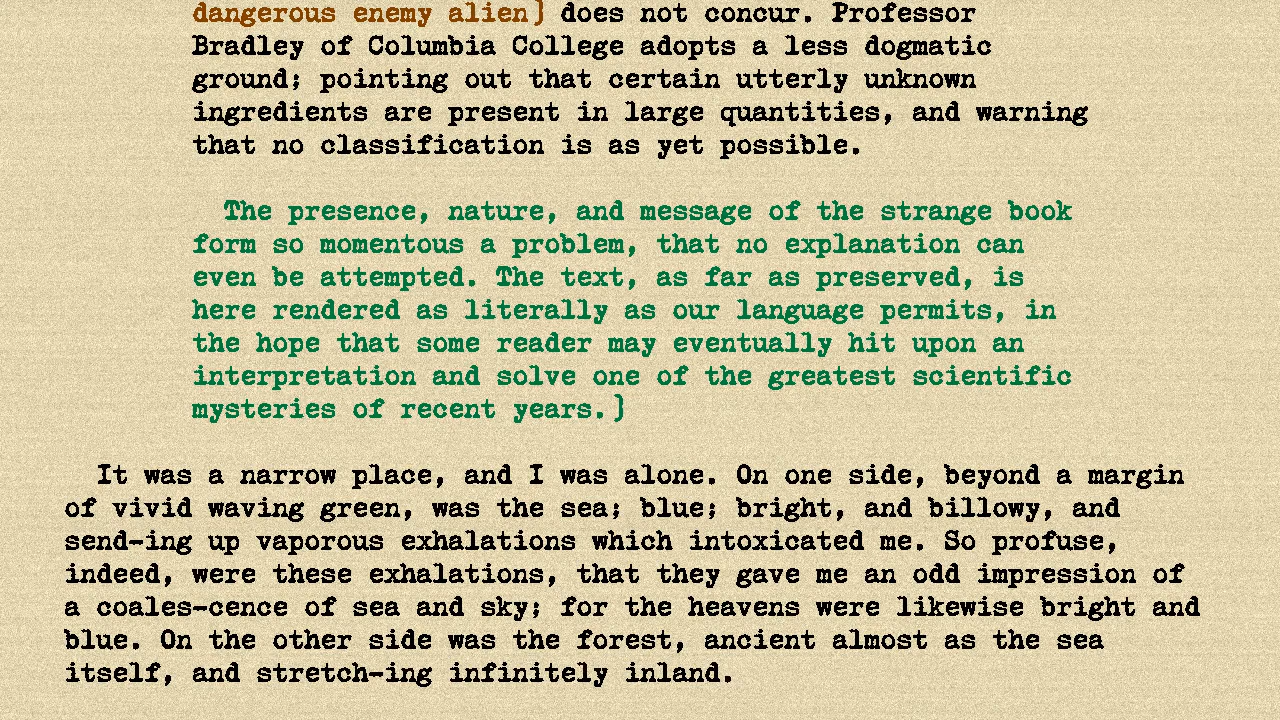 dangerous enemy alien] does not concur. Professor
Bradley of Columbia College adopts a less dogmatic
ground; pointing out that certain utterly unknown
ingredients are present in large quantities, and warning
that no classification is as yet possible.
The presence, nature, and message of the strange book
form so momentous a problem, that no explanation can
even be attempted. The text, as far as preserved, is
here rendered as literally as our language permits, in
the hope that some reader may eventually hit upon an
interpretation and solve one of the greatest scientific
mysteries of recent years.]
It was a narrow place, and I was alone. On one side, beyond a margin
of vivid waving green, was the sea; blue; bright, and billowy, and
send-ing up vaporous exhalations which intoxicated me. So profuse,
indeed, were these exhalations, that they gave me an odd impression of
a coales-cence of sea and sky; for the heavens were likewise bright and
blue. On the other side was the forest, ancient almost as the sea
itself, and stretch-ing infinitely inland.